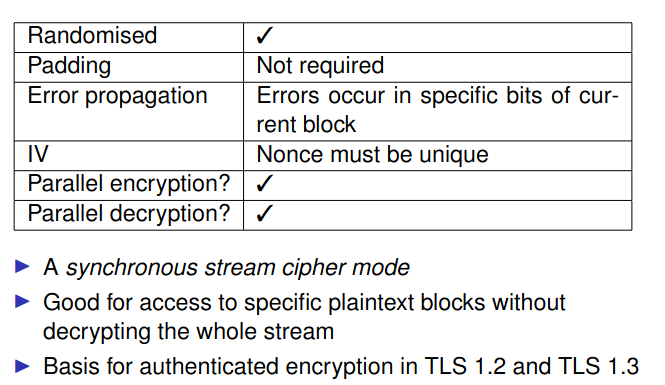 Randomised ✓
Padding Not required
Error propagation Errors occur in specific bits of cur-
rent block
IV Nonce must be unique
Parallel encryption? ✓
Parallel decryption? ✓
▶ A synchronous stream cipher mode
▶ Good for access to specific plaintext blocks without
decrypting the whole stream
▶ Basis for authenticated encryption in TLS 1.2 and TLS 1.3